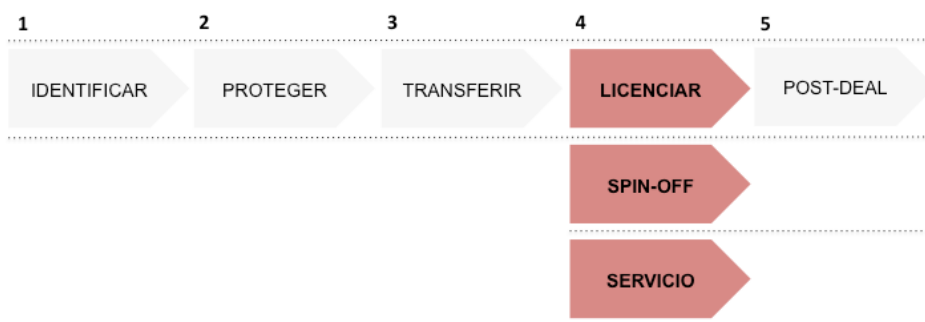 1 2 3 4 5
IDENTIFICAR PROTEGER TRANSFERIR LICENCIAR POST-DEAL
SPIN-OFF
SERVICIO